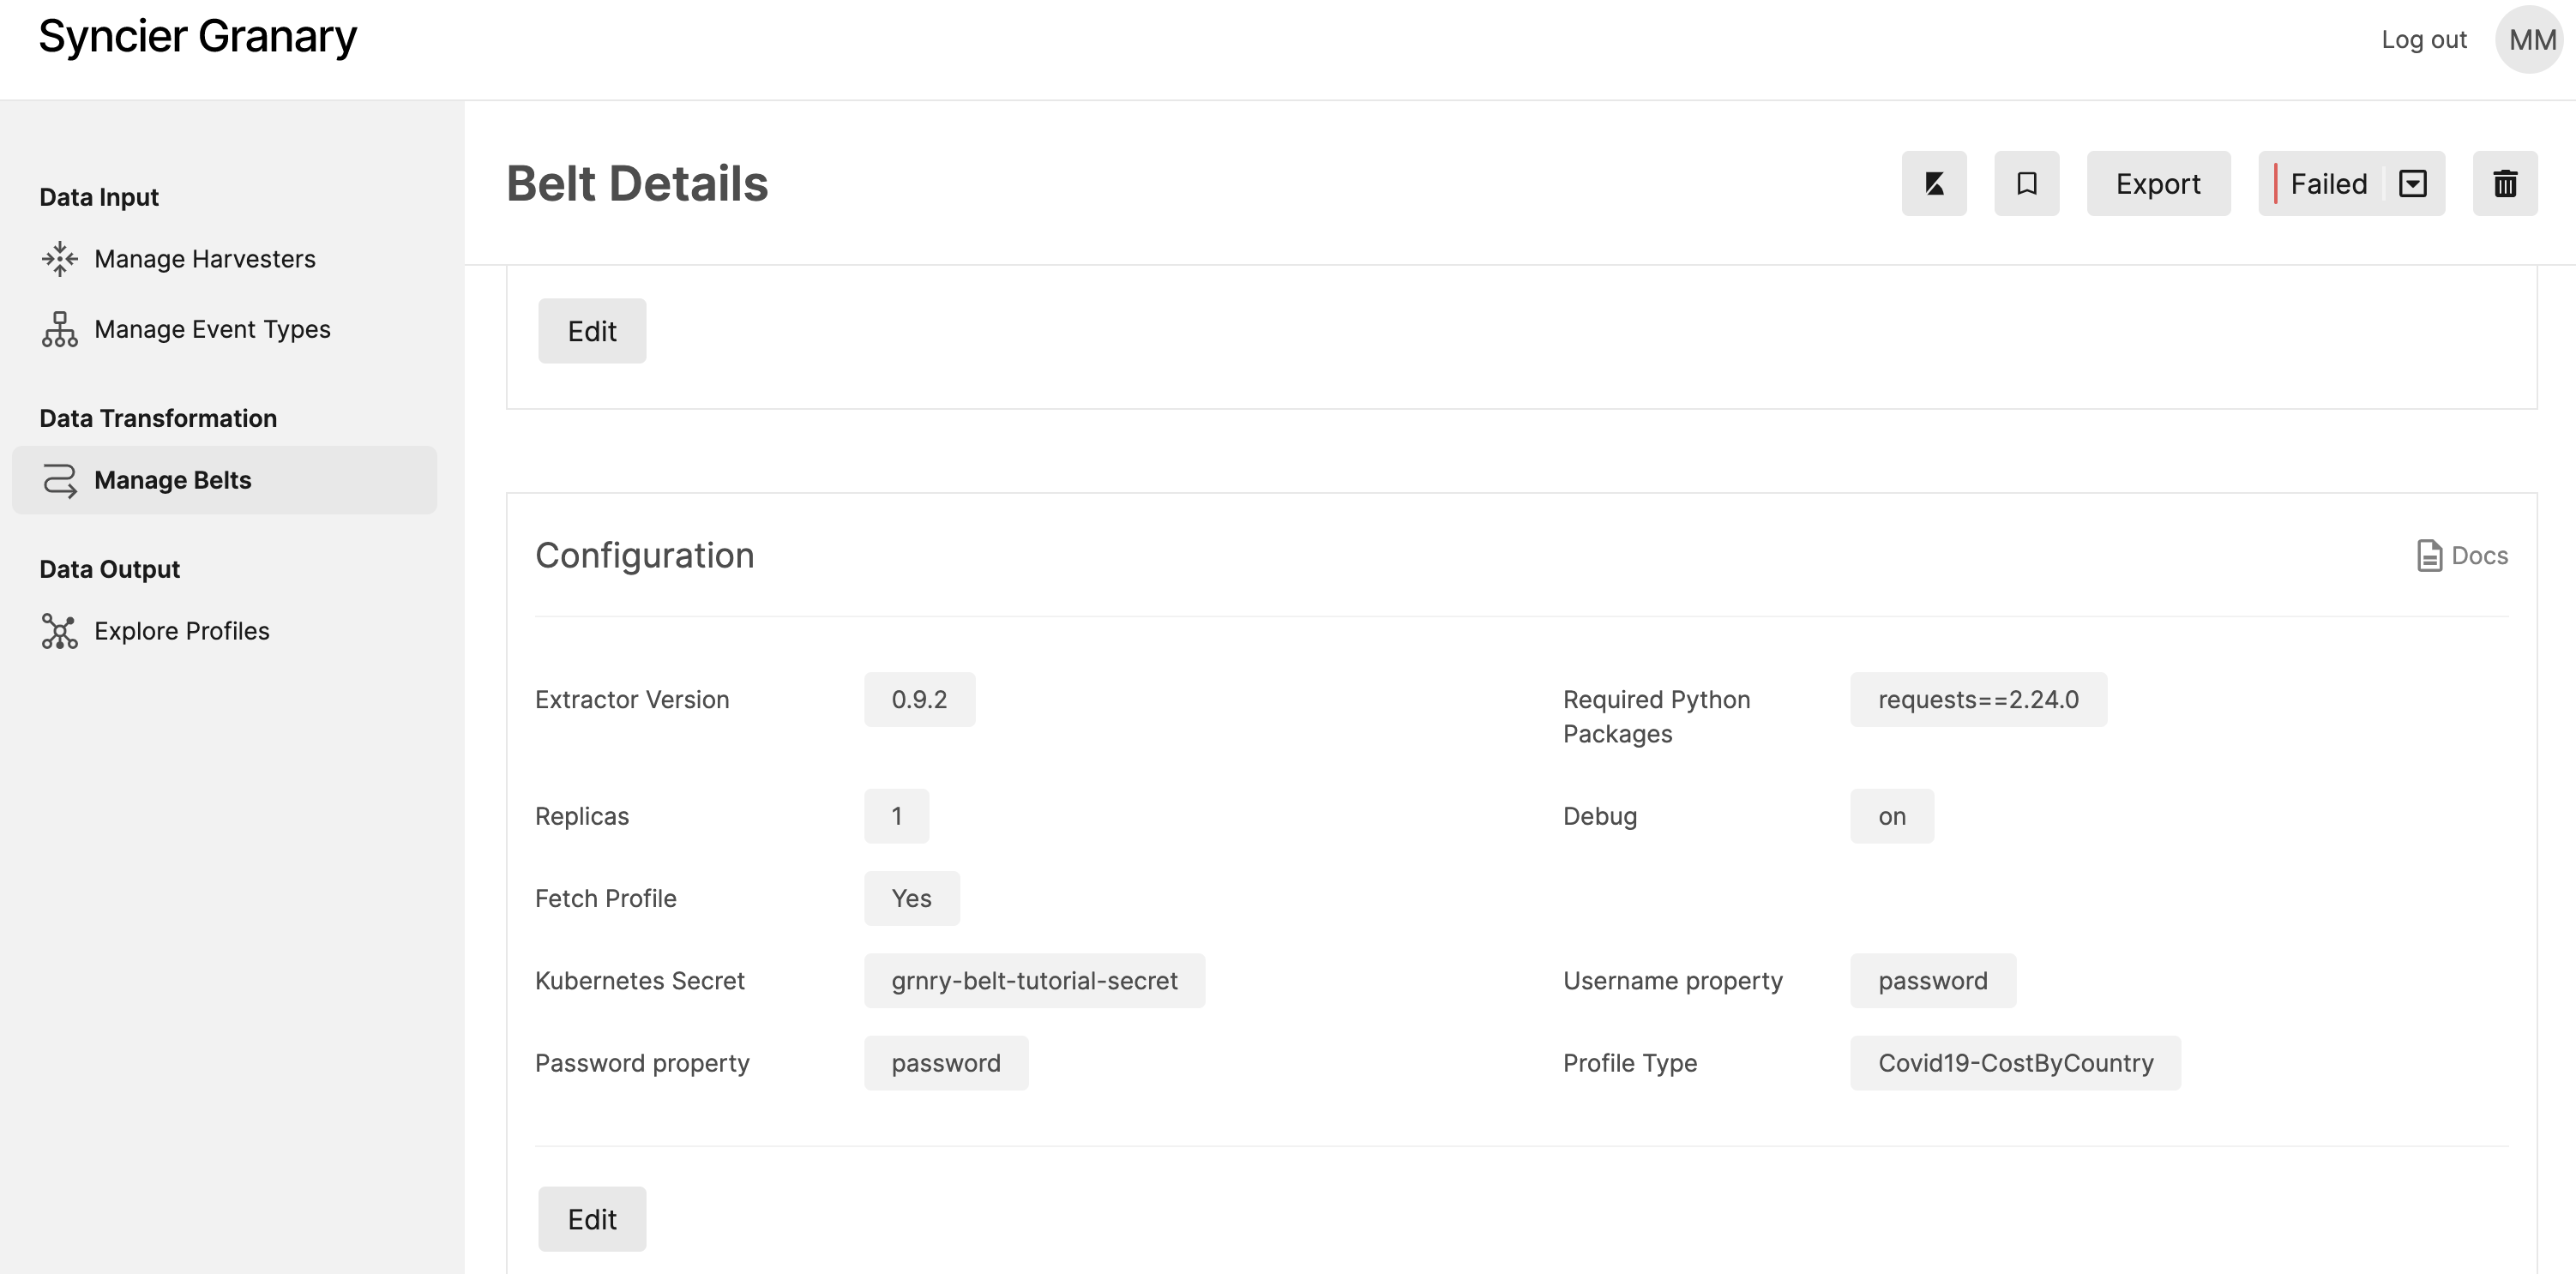 Syncier Granary
Log out
MM
Data Input
Manage Harvesters
Manage Event Types
Data Transformation
Manage Belts
Data Output
Explore Profiles
Belt Details
Export
Failed
Edit
Configuration
Docs
Extractor Version
0.9.2
Required Python
Packages
requests==2.24.0
Replicas
1
Debug
on
Fetch Profile
Yes
Kubernetes Secret
grnry-belt-tutorial-secret
Username property
password
Password property
password
Profile Type
Covid19-CostByCountry
Edit